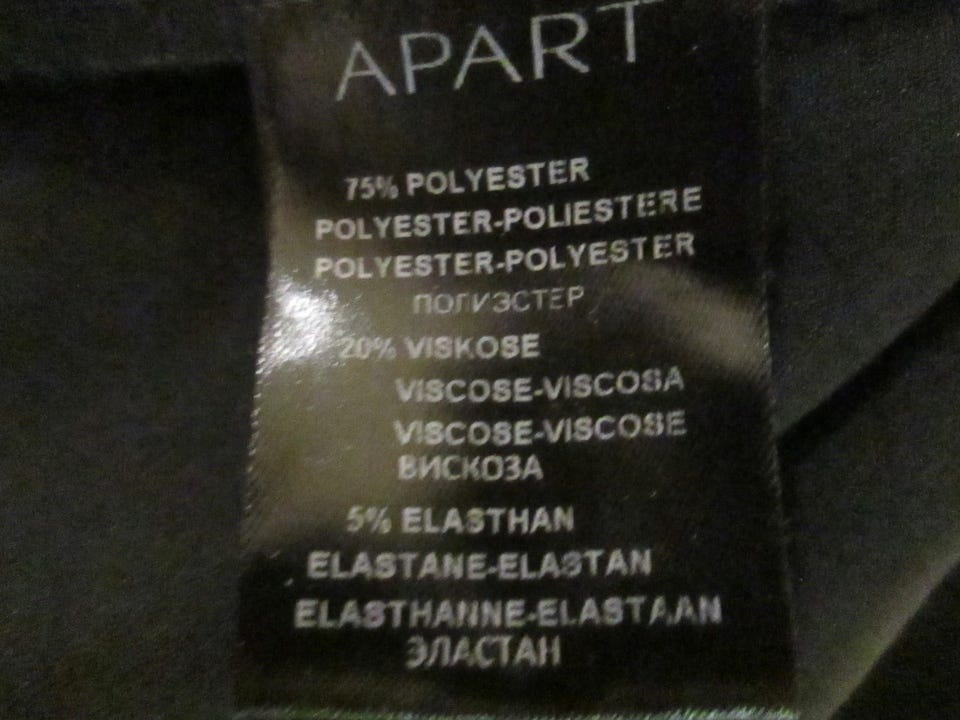 APART
75% POLYESTER
POLYESTER-POLIESTERE
POLYESTER-POLYESTER
ПОГИЭСТЕР
20% VISKOSE
VISCOSE-VISCOSA
VISCOSE-VISCOSE
ВИСКОЗА
5% ELASTHAN
ELASTANE-ELASTAN
ELASTHANNE-ELASTAAN
ЭЛАСТАН